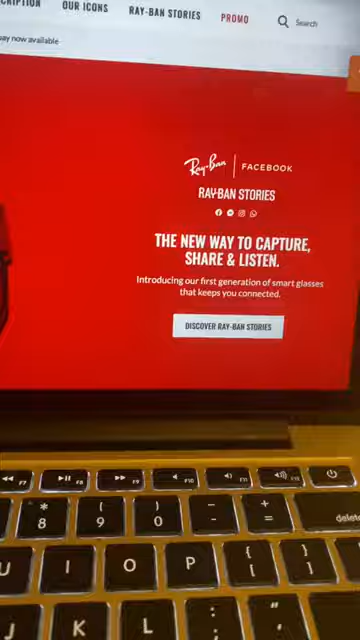 OUR ICONS RAY-BAN STORIES PROMO Search
now available
Ray-Ban FACEBOOK
RAY-BAN STORIES
THE NEW WAY TO CAPTURE,
SHARE & LISTEN.
Introducing our first generation of smart glasses
that keeps you connected.
DISCOVER RAY-BAN STORIES
F7 F8 F9 F10 F11 F12
* ( ) - +
8 9 0 - =
delete
U I O P { }
[ ]
J K L : "
; '